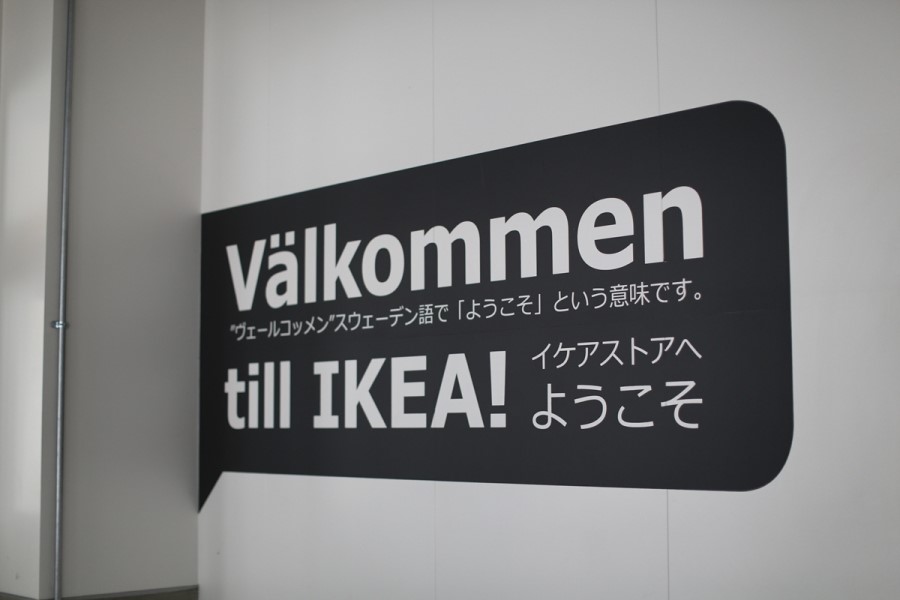 Välkommen
"ヴェールコッメン"スウェーデン語で「ようこそ」という意味です。
till IKEA!
イケアストアへ
ようこそ